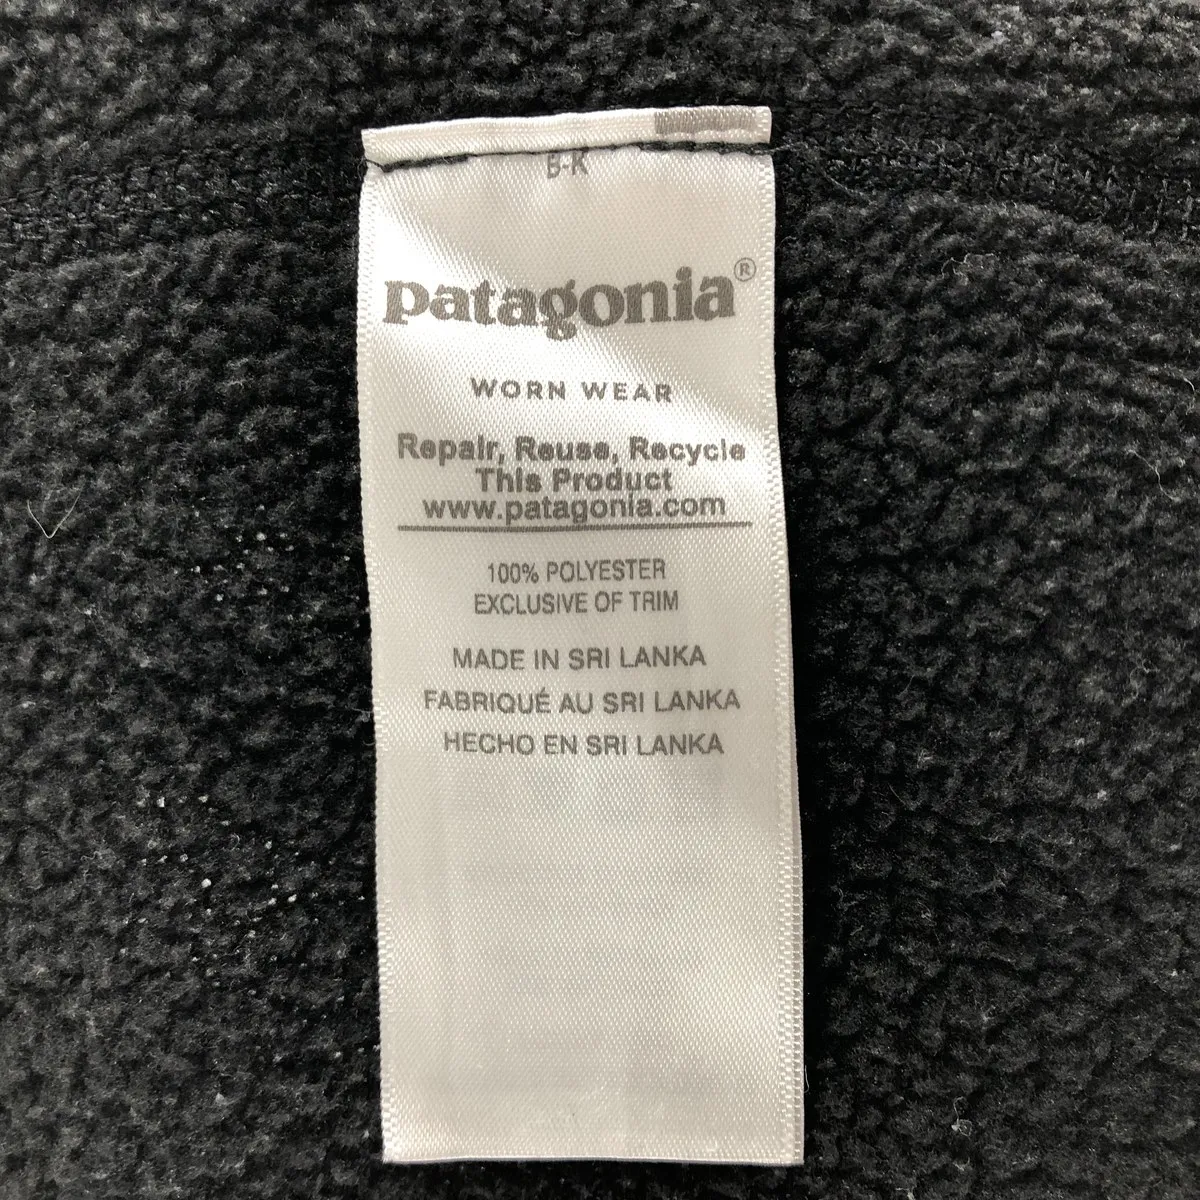 B-K
patagonia®
WORN WEAR
Repair, Reuse, Recycle
This Product
www.patagonia.com
100% POLYESTER
EXCLUSIVE OF TRIM
MADE IN SRI LANKA
FABRIQUÉ AU SRI LANKA
HECHO EN SRI LANKA